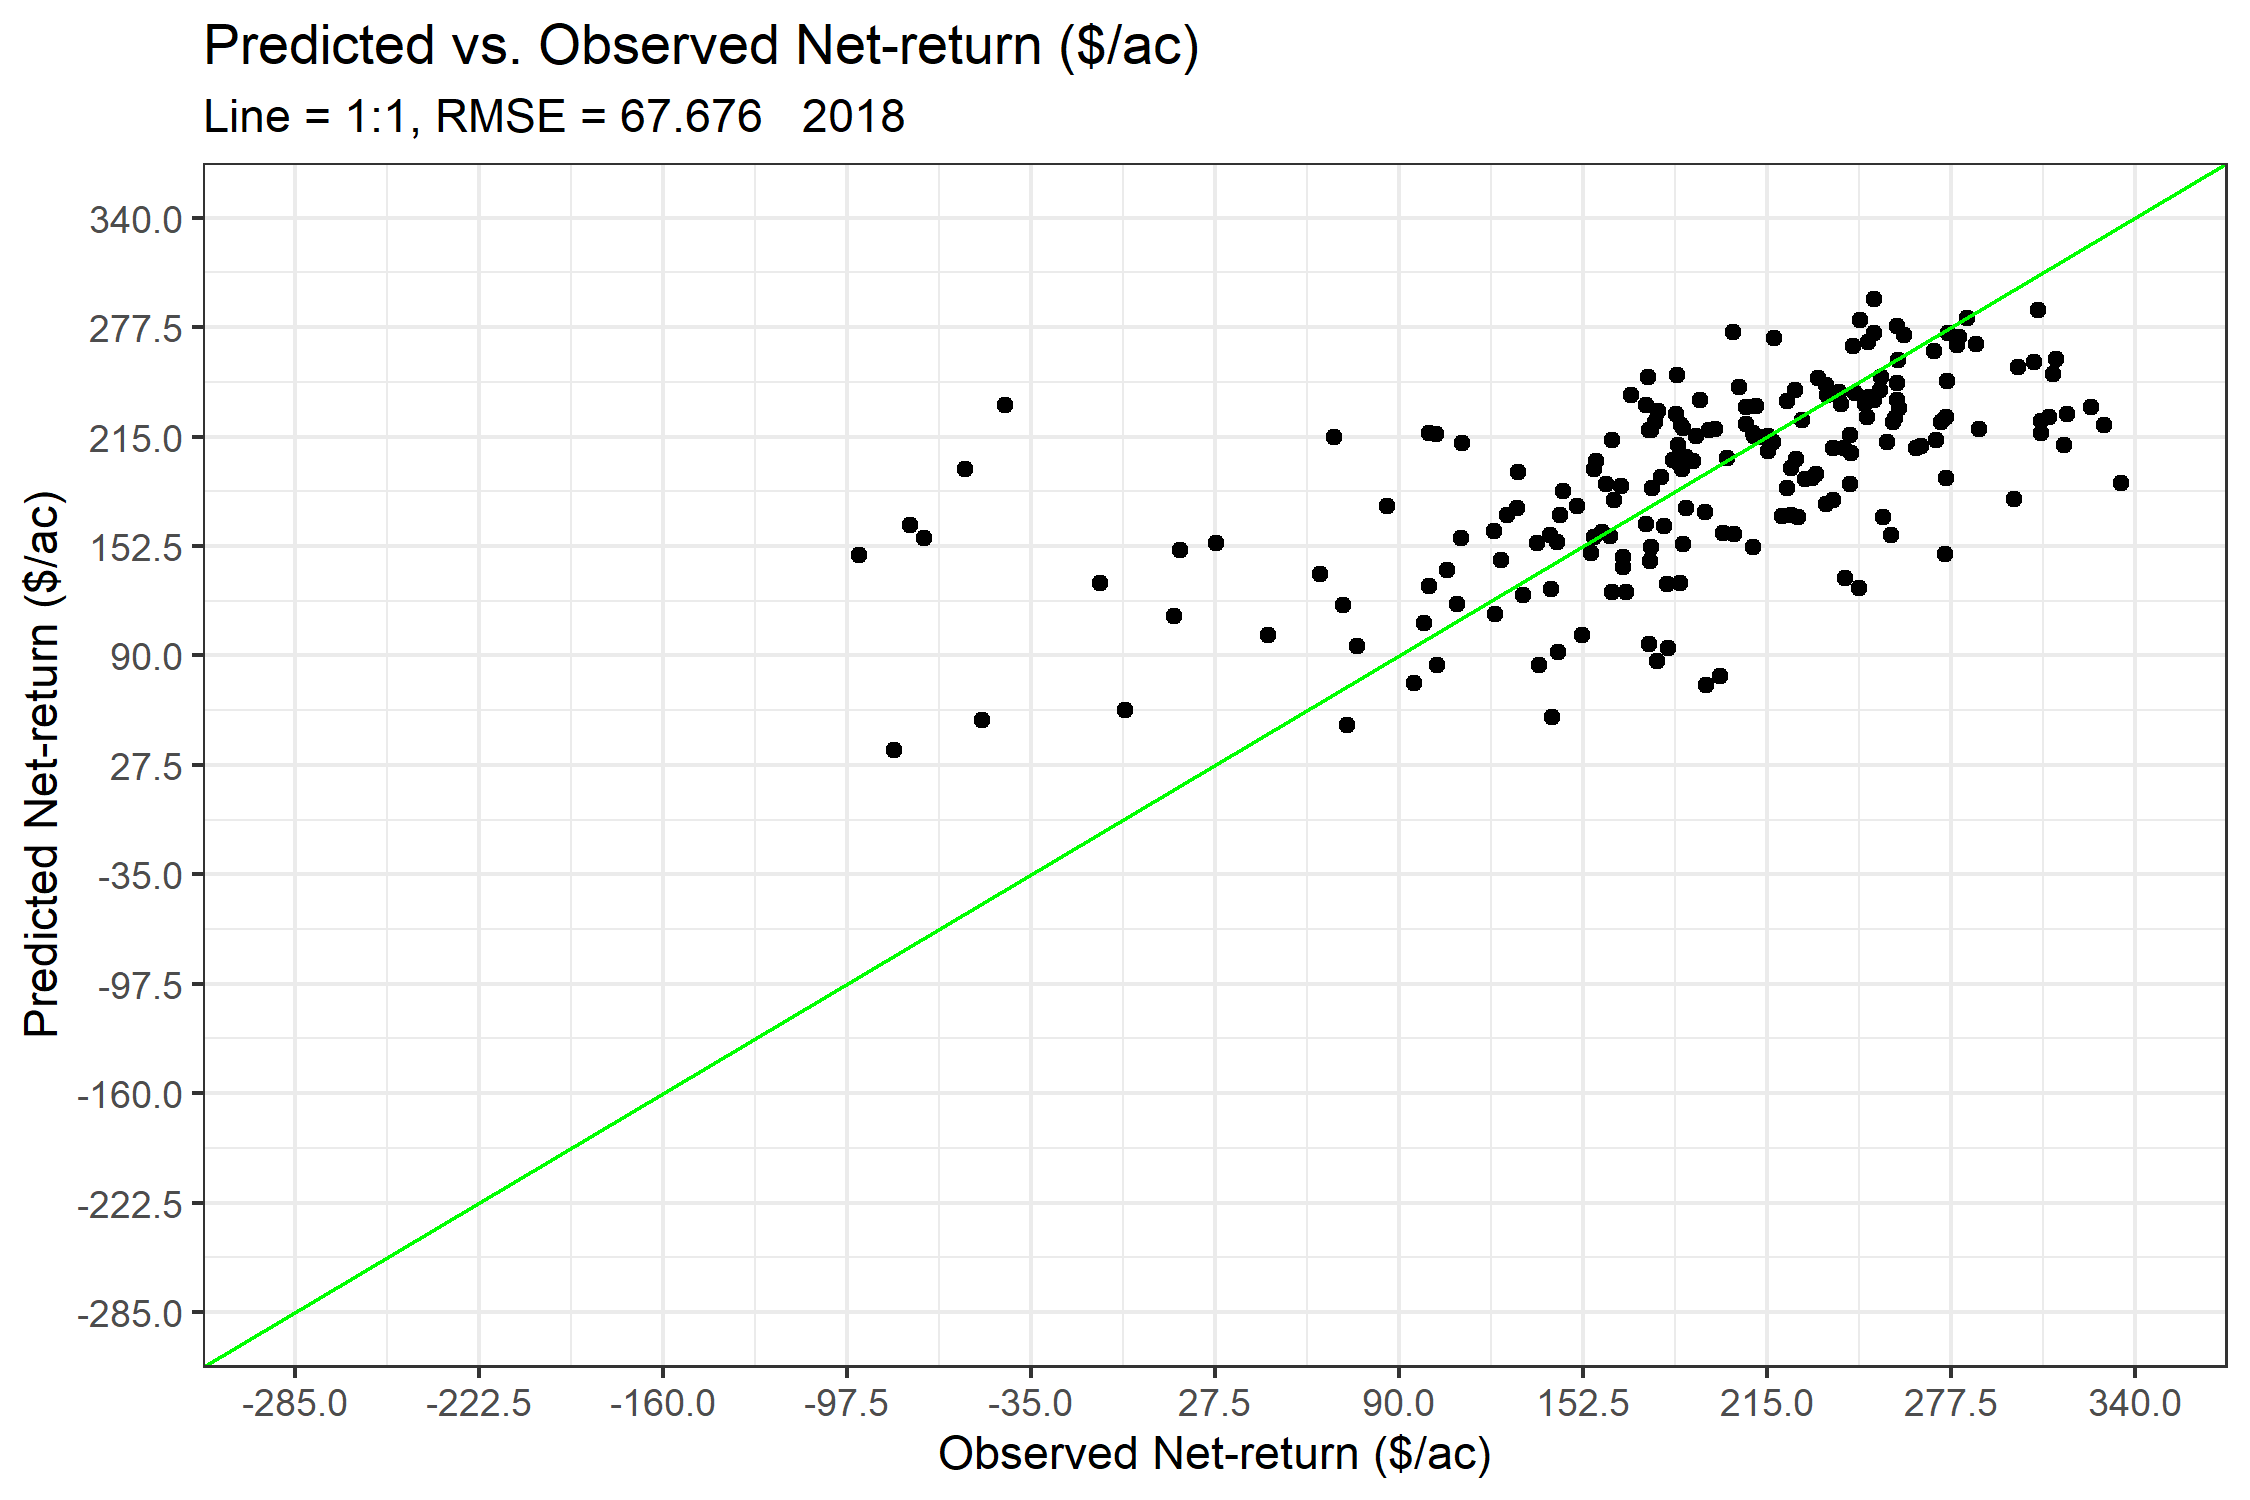 Predicted vs. Observed Net-return ($/ac)
Line = 1:1, RMSE = 67.676   2018
Predicted Net-return ($/ac)
340.0
277.5
215.0
152.5
90.0
27.5
-35.0
-97.5
-160.0
-222.5
-285.0
-285.0 -222.5 -160.0 -97.5 -35.0 27.5 90.0 152.5 215.0 277.5 340.0
Observed Net-return ($/ac)